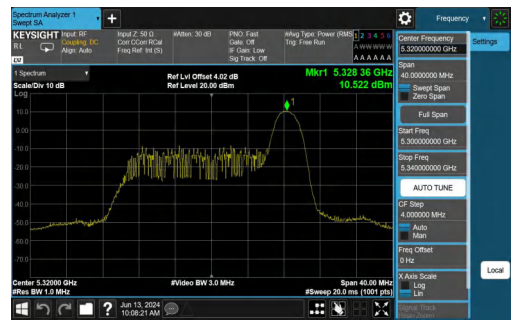 Spectrum Analyzer 1
Swept SA
+
Frequency
KEYSIGHT
RL
LV
Input: RF
Coupling: DC
Align: Auto
Input Z: 50 Ω
Corr CCorr RCal
Freq Ref: Int (S)
#Atten: 30 dB
PNO: Fast
Gate: Off
IF Gain: Low
Sig Track: Off
#Avg Type: Power (RMS
Trig: Free Run
1 2 3 4 5 6
A W W W W W
A A A A A A
Center Frequency
5.320000000 GHz
Settings
Span
40.0000000 MHz
Swept Span
Zero Span
Full Span
Start Freq
5.300000000 GHz
Stop Freq
5.340000000 GHz
AUTO TUNE
CF Step
4.000000 MHz
Auto
Man
Freq Offset
0 Hz
X Axis Scale
Log
Lin
Signal Track
Local
1 Spectrum
Scale/Div 10 dB
Log
Ref Lvl Offset 4.02 dB
Ref Level 20.00 dBm
Mkr1 5.328 36 GHz
10.522 dBm
1
10.0
0.00
-10.0
-20.0
-30.0
-40.0
-50.0
-60.0
-70.0
Center 5.32000 GHz
#Res BW 1.0 MHz
#Video BW 3.0 MHz
Span 40.00 MHz
#Sweep 20.0 ms (1001 pts)
?
Jun 13, 2024
10:08:21 AM